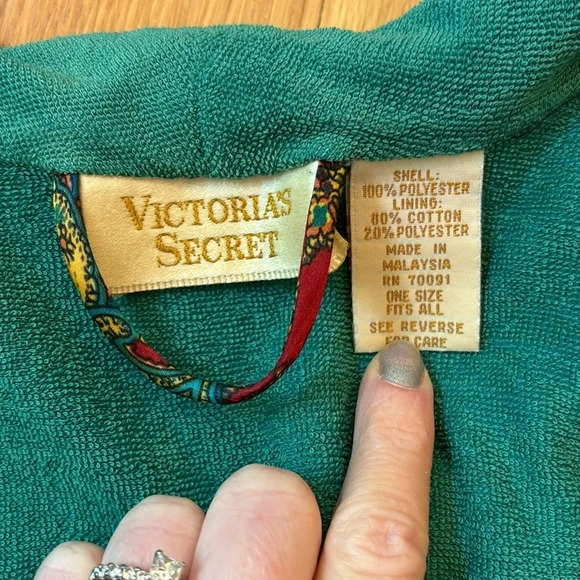 VICTORIA'S
SECRET
SHELL:
100% POLYESTER
LINING:
80% COTTON
20% POLYESTER
MADE IN
MALAYSIA
RN 70091
ONE SIZE
FITS ALL
SEE REVERSE
FOR CARE